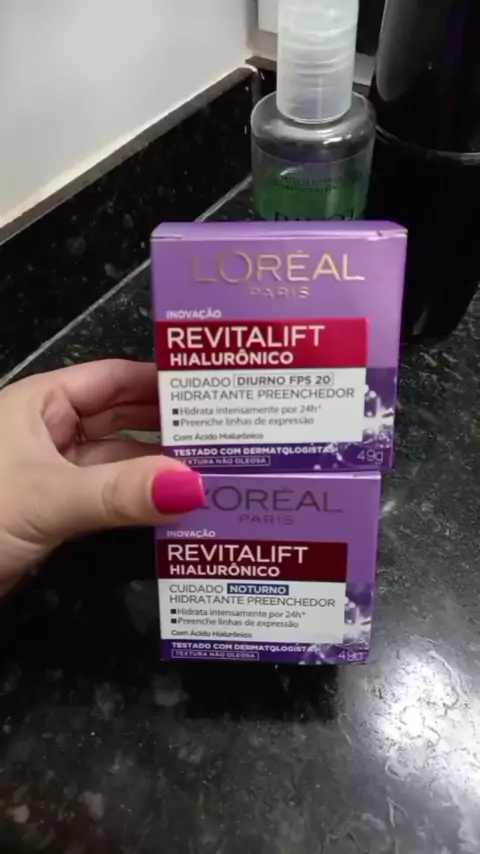 L'ORÉAL
PARIS
INOVAÇÃO
REVITALIFT
HIALURÔNICO
CUIDADO DIURNO FPS 20
HIDRATANTE PREENCHEDOR
Hidrata intensamente por 24h*
Preenche linhas de expressão
Com Ácido Hialurônico
TESTADO COM DERMATOLOGISTAS
TEXTURA NÃO OLEOSA
49g
L'ORÉAL
PARIS
INOVAÇÃO
REVITALIFT
HIALURÔNICO
CUIDADO NOTURNO
HIDRATANTE PREENCHEDOR
Hidrata intensamente por 24h*
Preenche linhas de expressão
Com Ácido Hialurônico
TESTADO COM DERMATOLOGISTAS
TEXTURA NÃO OLEOSA
49g